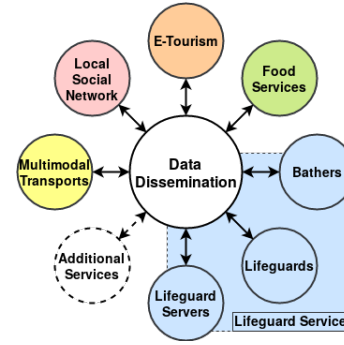 E-Tourism
Local
Social
Network
Food
Services
Multimodal
Transports
Data
Dissemination
Bathers
Additional
Services
Lifeguards
Lifeguard
Servers
Lifeguard Service